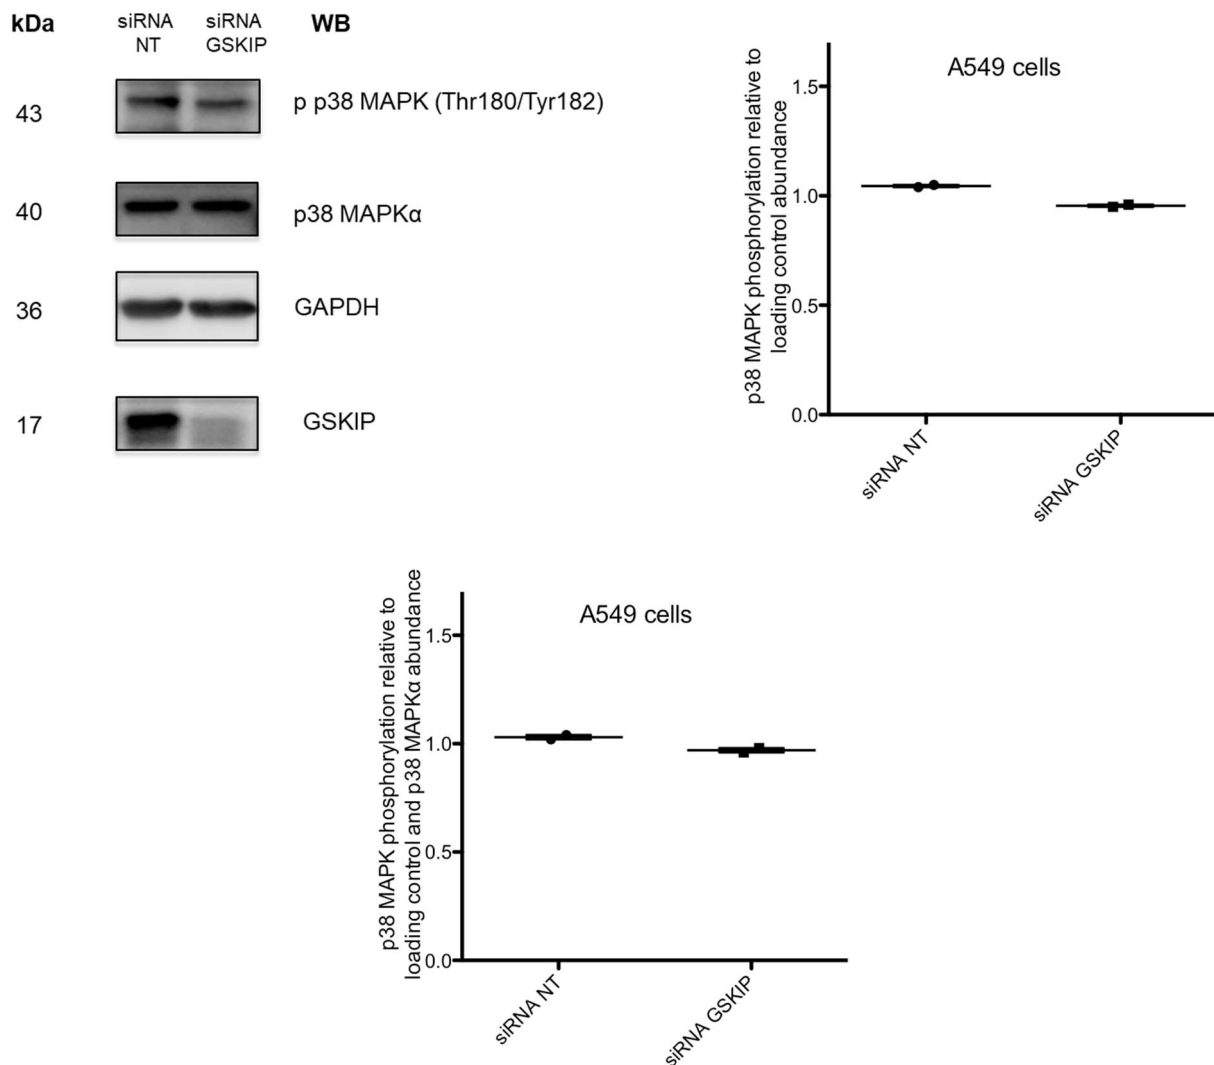 kDa
siRNA
NT
siRNA
GSKIP
WB
43
p p38 MAPK (Thr180/Tyr182)
40
p38 MAPKα
36
GAPDH
17
GSKIP
p38 MAPK phosphorylation relative to
loading control abundance
A549 cells
1.5
1.0
0.5
0.0
siRNA NT
siRNA GSKIP
p38 MAPK phosphorylation relative to
loading control and p38 MAPKα abundance
A549 cells
1.5
1.0
0.5
0.0
siRNA NT
siRNA GSKIP